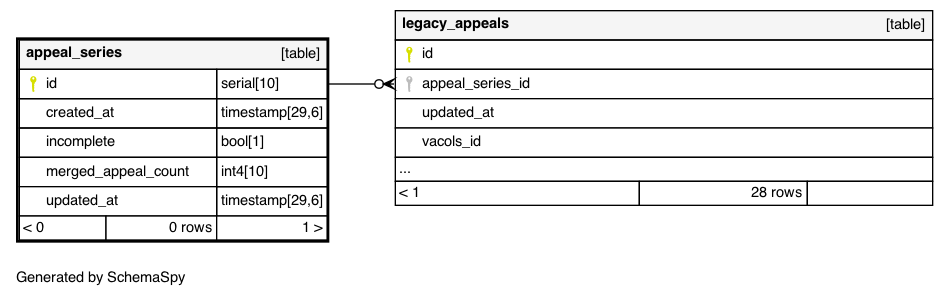 appeal_series [table]
id serial[10]
created_at timestamp[29,6]
incomplete bool[1]
merged_appeal_count int4[10]
updated_at timestamp[29,6]
< 0 0 rows 1 >
legacy_appeals [table]
id
appeal_series_id
updated_at
vacols_id
...
< 1 28 rows
Generated by SchemaSpy